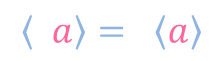 ⟨ a⟩ = ⟨a⟩